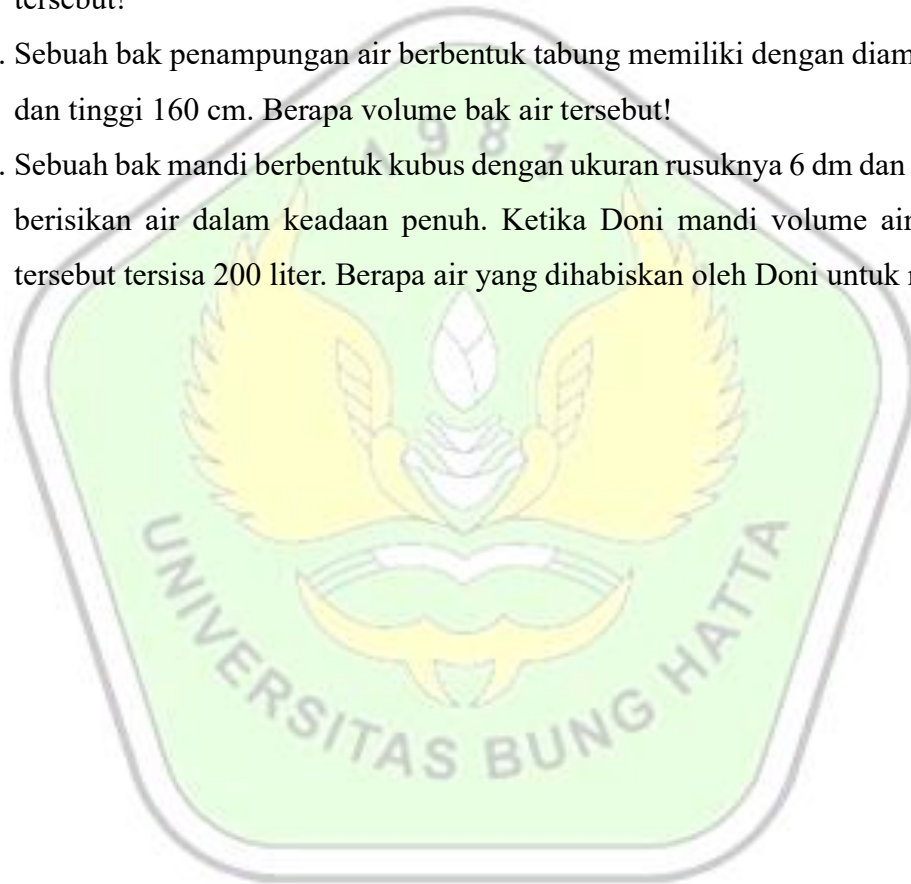 tersebut!
. Sebuah bak penampungan air berbentuk tabung memiliki dengan diam
dan tinggi 160 cm. Berapa volume bak air tersebut!
. Sebuah bak mandi berbentuk kubus dengan ukuran rusuknya 6 dm dan
berisikan air dalam keadaan penuh. Ketika Doni mandi volume air
tersebut tersisa 200 liter. Berapa air yang dihabiskan oleh Doni untuk
1981
UNIVERSITAS BUNG HATTA